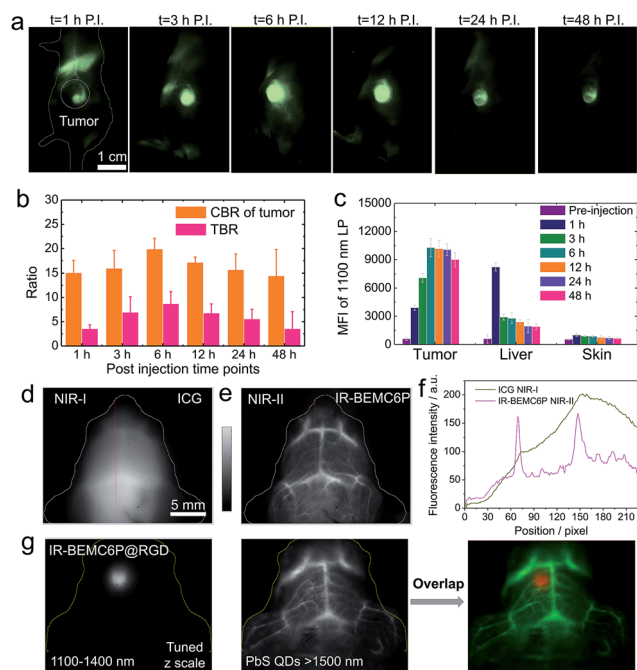 a
t=1 h P.I. t=3 h P.I. t=6 h P.I. t=12 h P.I. t=24 h P.I. t=48 h P.I.
Tumor
1 cm
b
CBR of tumor
TBR
30
25
20
15
10
5
0
Ratio
1 h 3 h 6 h 12 h 24 h 48 h
Post injection time points
c
Pre-injection
1 h
3 h
6 h
12 h
24 h
48 h
15000
12000
9000
6000
3000
0
MFI of 1100 nm LP
Tumor Liver Skin
d
NIR-I ICG
5 mm
e
NIR-II IR-BEMC6P
f
ICG NIR-I
IR-BEMC6P NIR-II
250
200
150
100
50
0
Fluorescence intensity / a.u.
0 30 60 90 120 150 180 210
Position / pixel
g
IR-BEMC6P@RGD
1100-1400 nm
Tuned
z scale
PbS QDs >1500 nm
Overlap